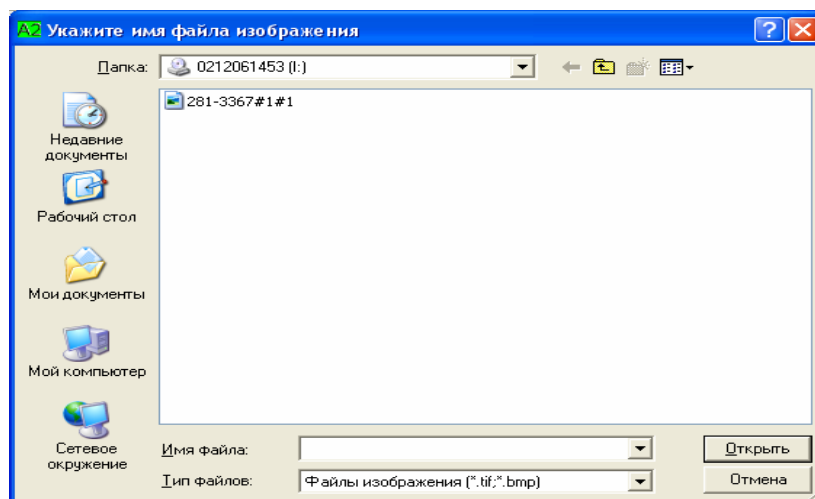 A2 Укажите имя файла изображения
Папка: 0212061453 (I:)
281-3367#1#1
Недавние
документы
Рабочий стол
Мои документы
Мой компьютер
Сетевое
окружение
Имя файла:
Открыть
Тип файлов: Файлы изображения (*.tif;*.bmp)
Отмена